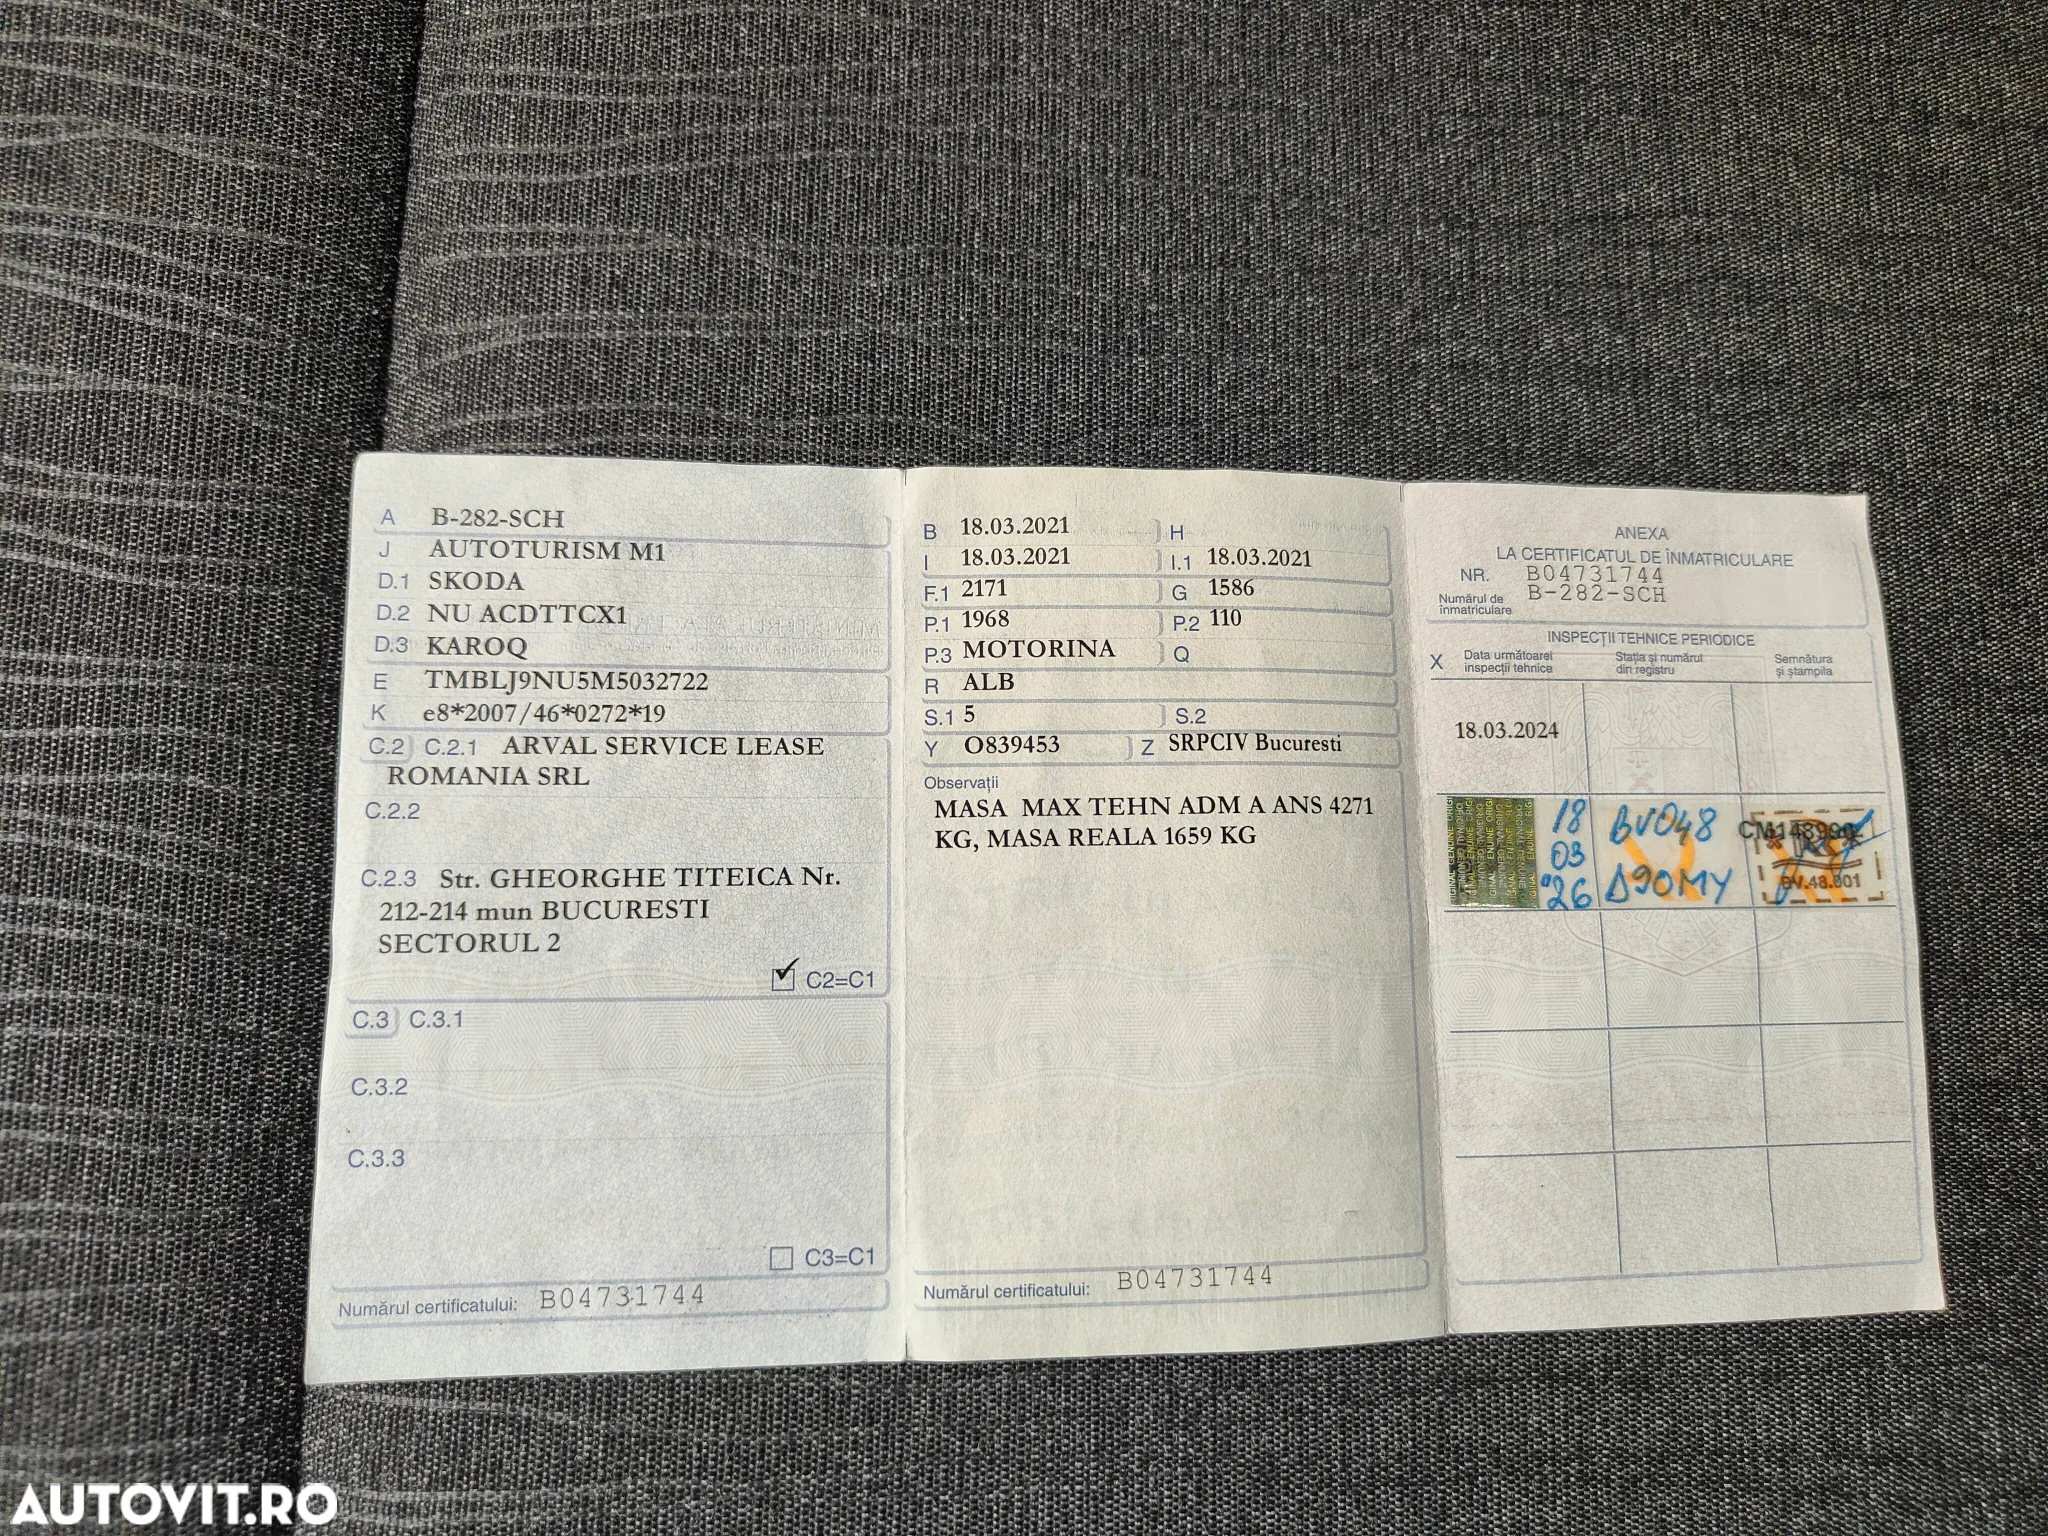 A B-282-SCH
J AUTOTURISM M1
D.1 SKODA
D.2 NU ACDTTCX1
D.3 KAROQ
E TMBLJ9NU5M5032722
K e8*2007/46*0272*19
C.2 C.2.1 ARVAL SERVICE LEASE
ROMANIA SRL
C.2.2
C.2.3 Str. GHEORGHE TITEICA Nr.
212-214 mun BUCURESTI
SECTORUL 2
C2=C1
C.3 C.3.1
C.3.2
C.3.3
C3=C1
Numărul certificatului: B04731744
B 18.03.2021 H
I 18.03.2021 I.1 18.03.2021
F.1 2171 G 1586
P.1 1968 P.2 110
P.3 MOTORINA Q
R ALB
S.1 5 S.2
Y O839453 Z SRPCIV Bucuresti
Observații
MASA MAX TEHN ADM A ANS 4271
KG, MASA REALA 1659 KG
Numărul certificatului: B04731744
ANEXA
LA CERTIFICATUL DE ÎNMATRICULARE
NR. B04731744
Numărul de înmatriculare B-282-SCH
INSPECȚII TEHNICE PERIODICE
X Data următoarei inspecții tehnice Stația și numărul din registru Semnătura și ștampila
18.03.2024
18 BV048
03
'26
BV.48.001
AUTOVIT.RO